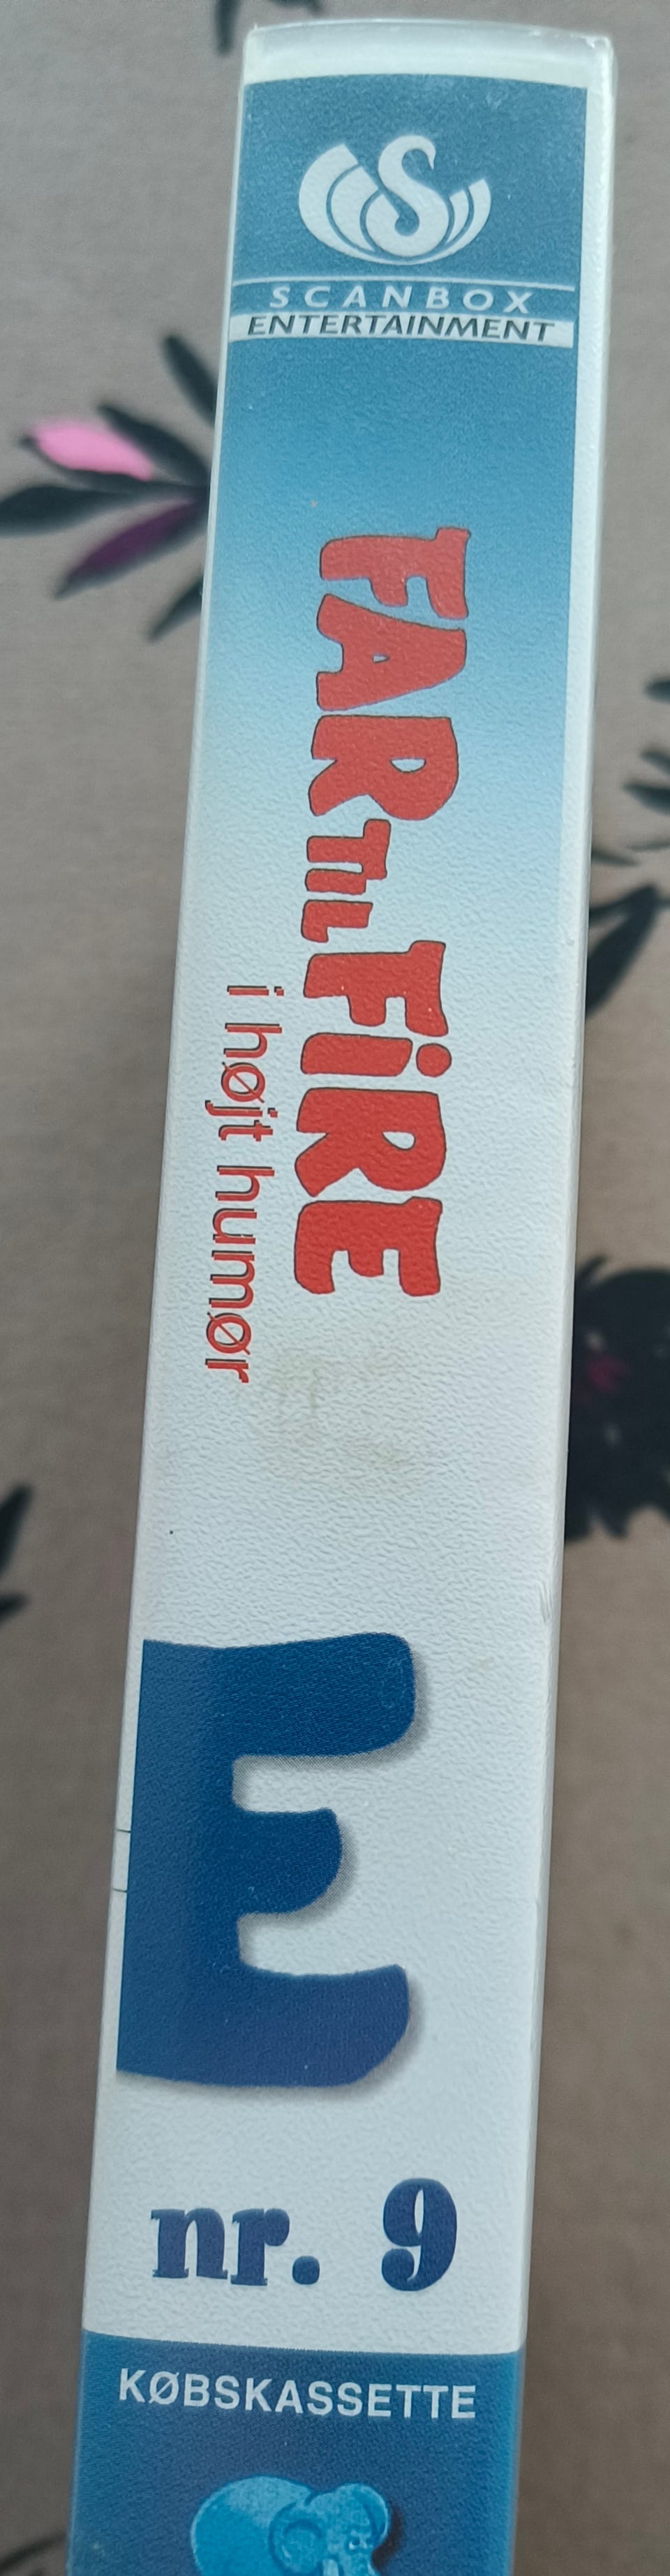 SCANBOX
ENTERTAINMENT
FAR TIL FIRE
i højt humør
E
nr. 9
KØBSKASSETTE